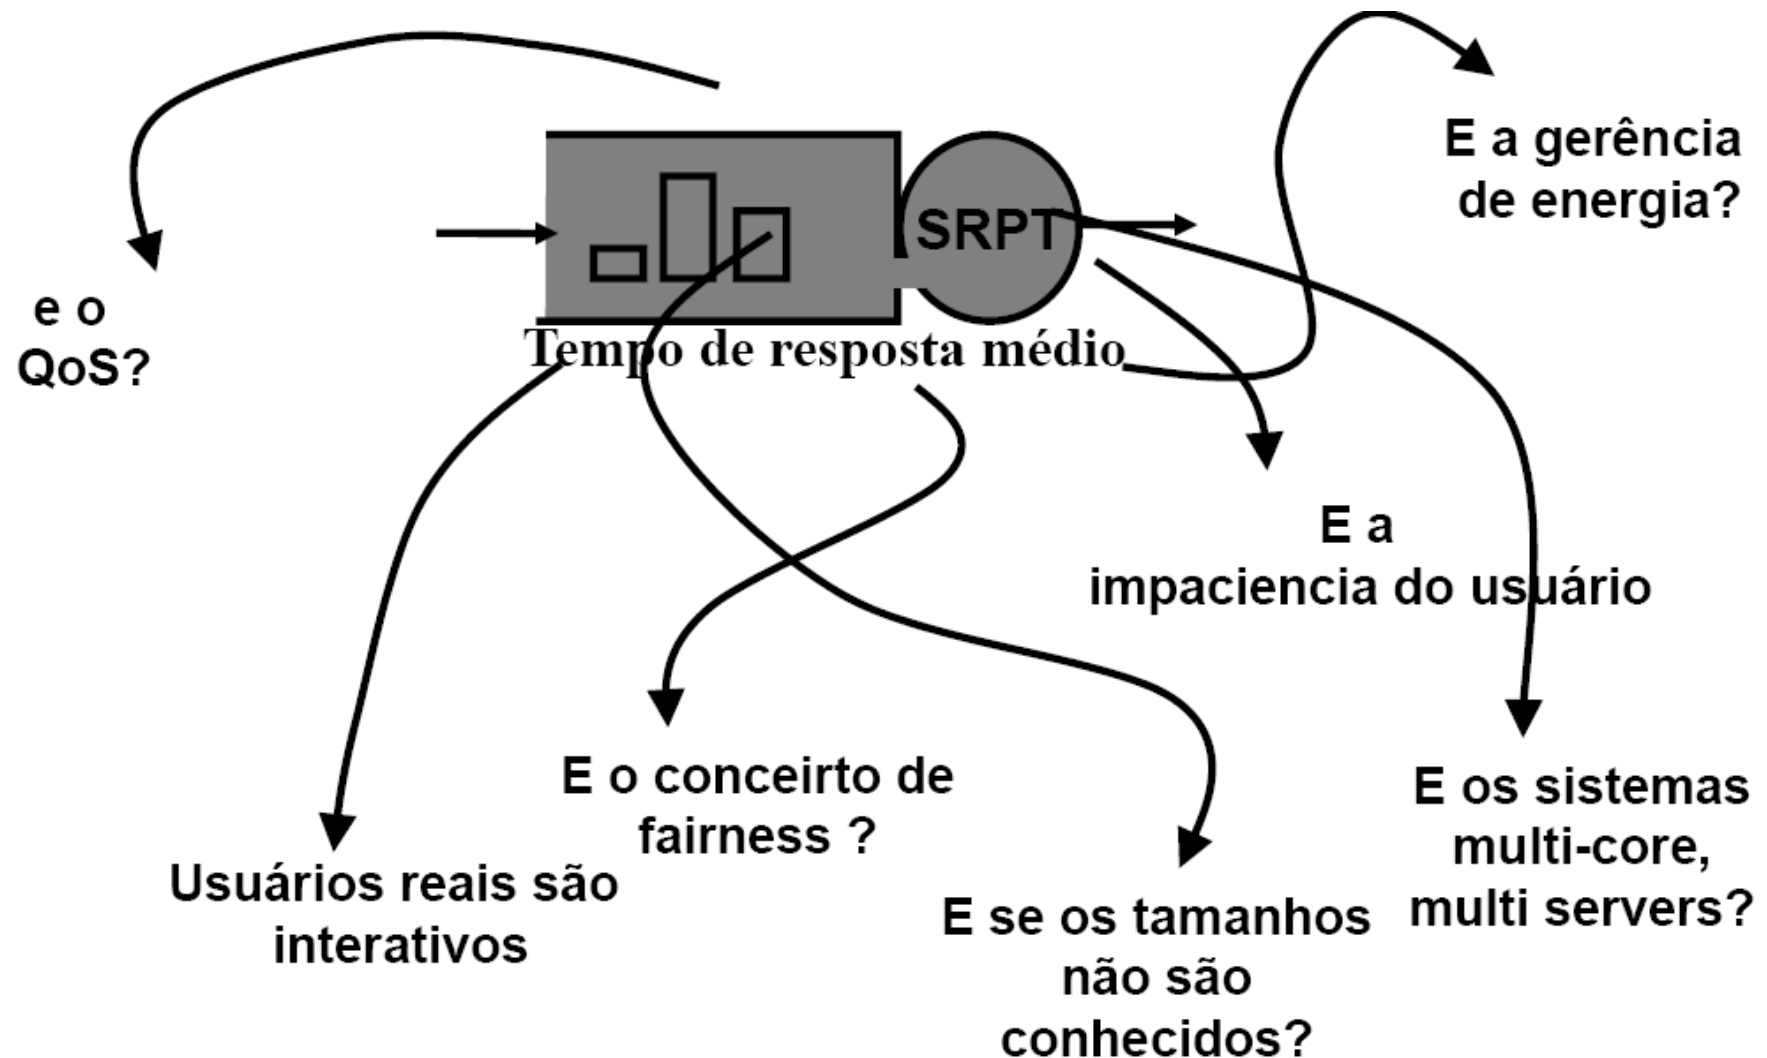 SRPT
Tempo de resposta médio
E a gerência
de energia?
e o
QoS?
E a
impaciencia do usuário
E o conceirto de
fairness ?
E os sistemas
multi-core,
multi servers?
Usuários reais são
interativos
E se os tamanhos
não são
conhecidos?